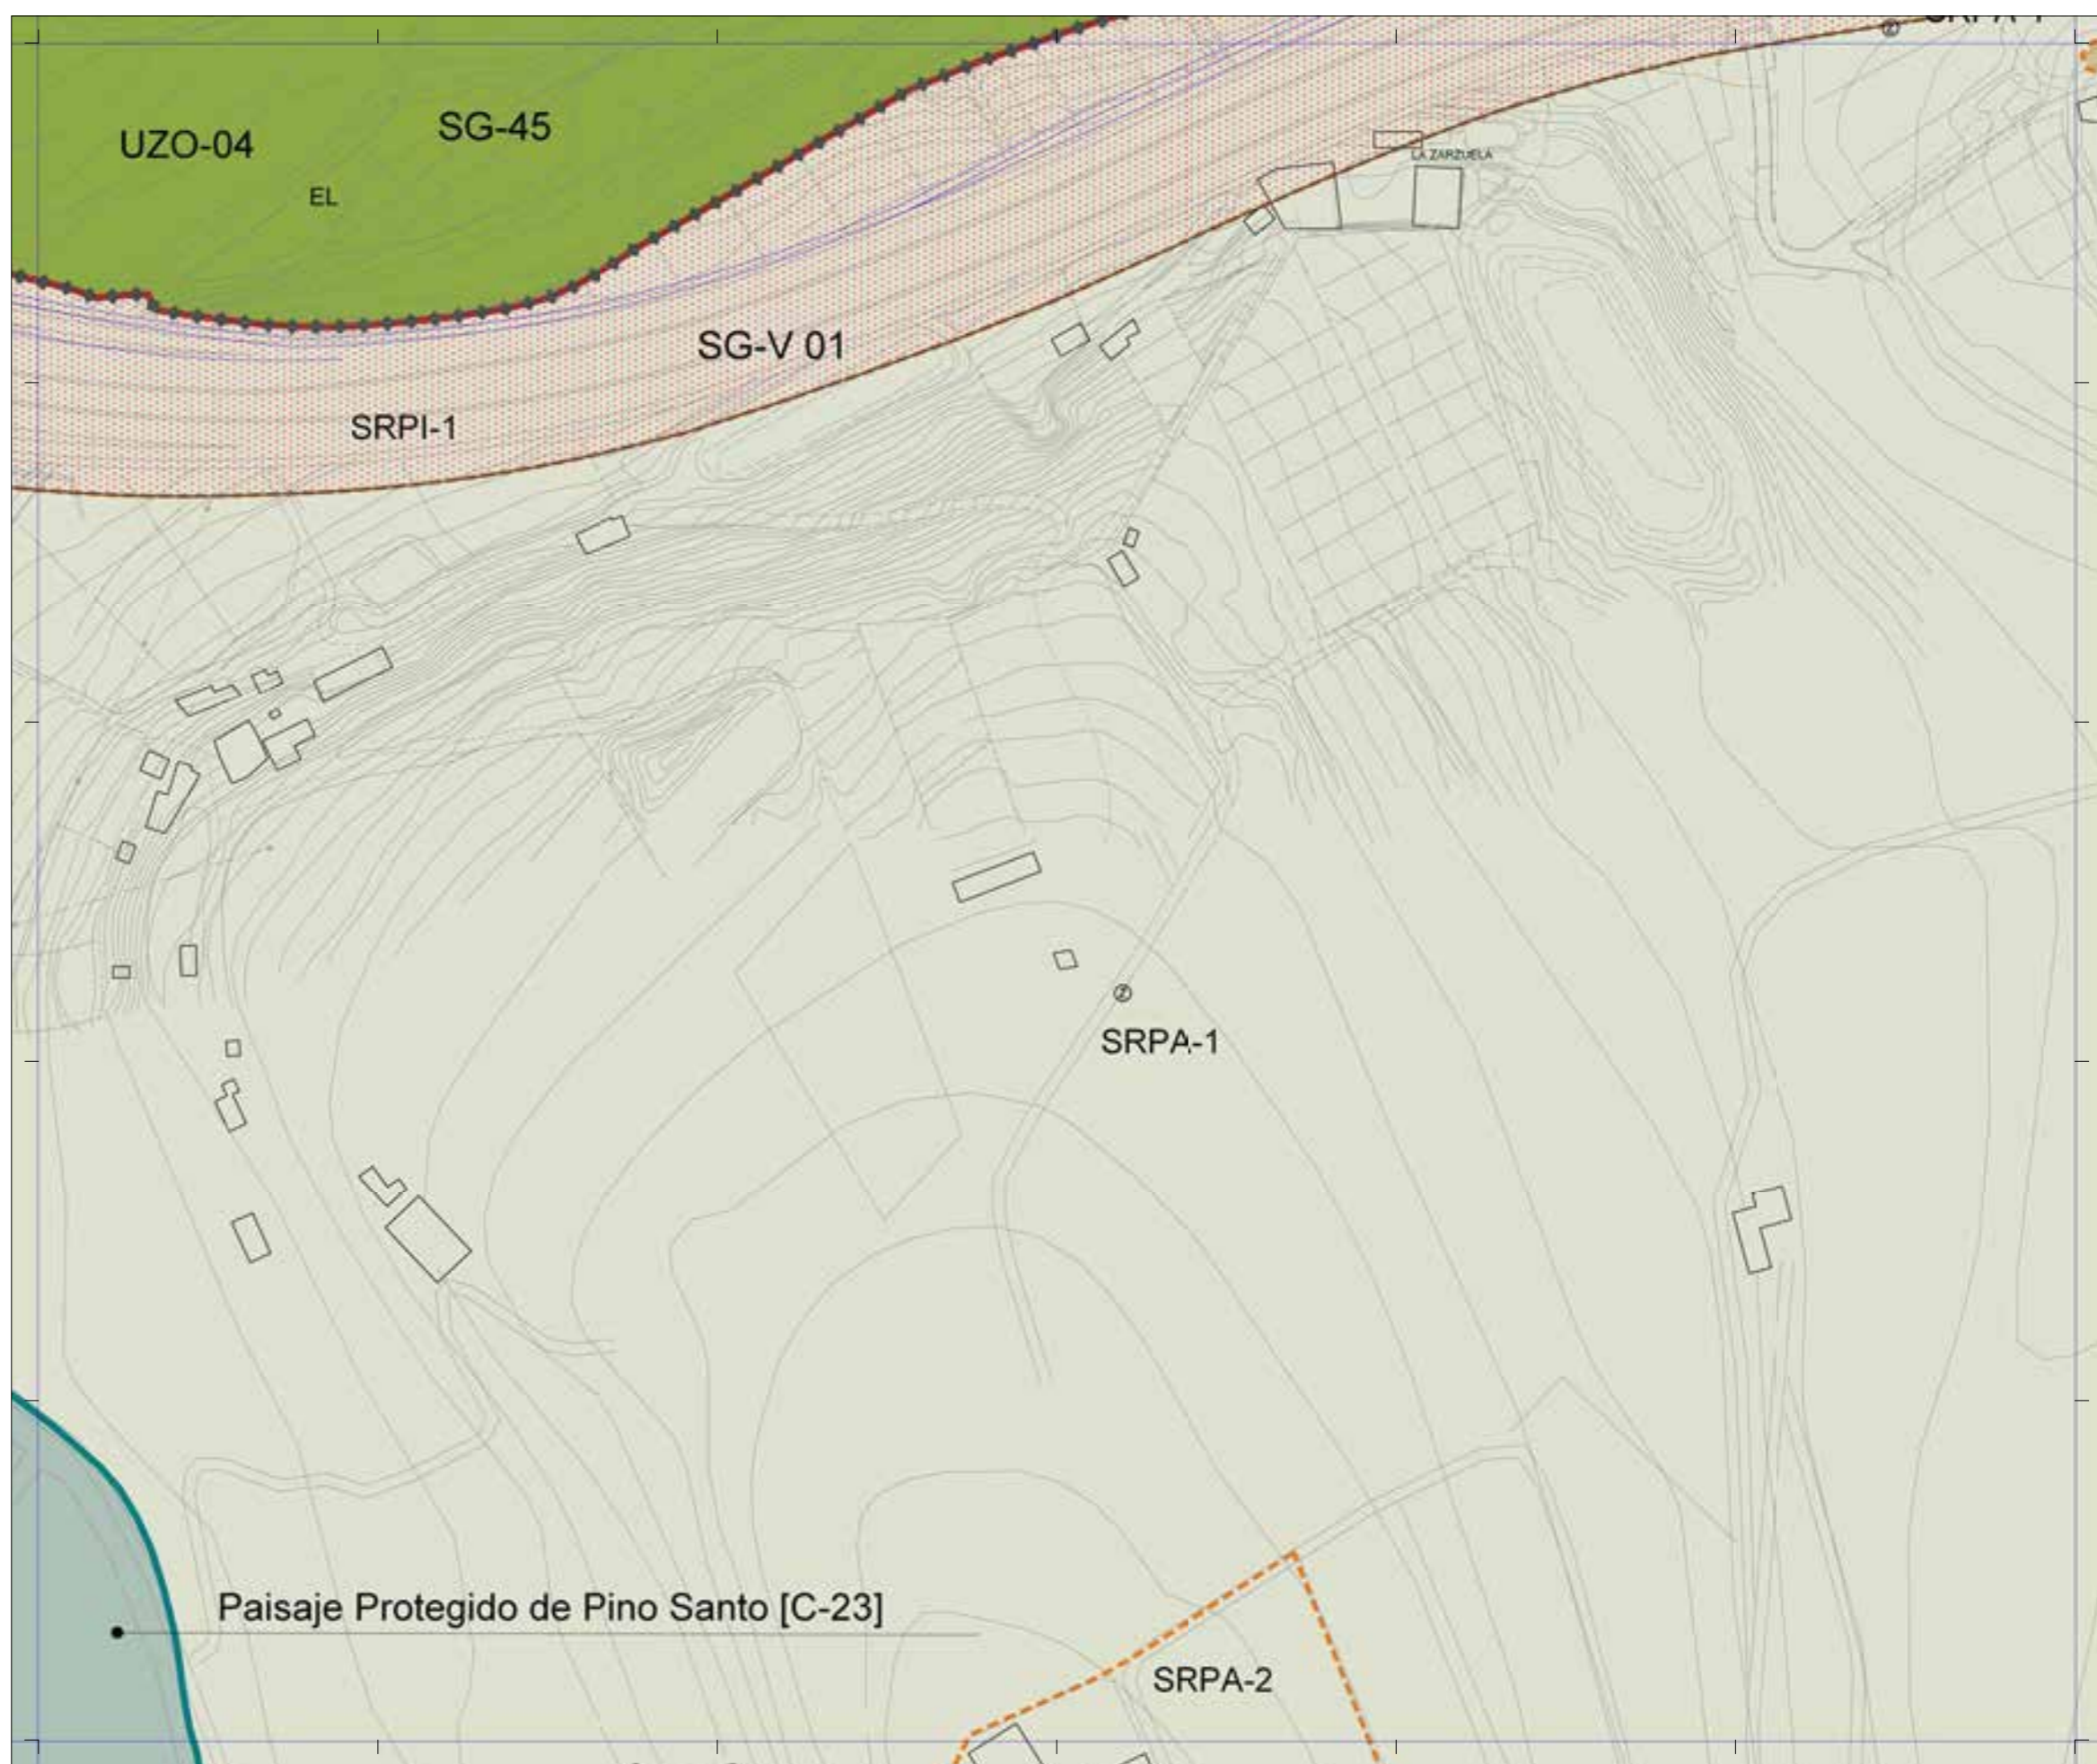 UZO-04
SG-45
EL
LA ZARZUELA
SG-V 01
SRPI-1
Z
SRPA-1
Paisaje Protegido de Pino Santo [C-23]
SRPA-2